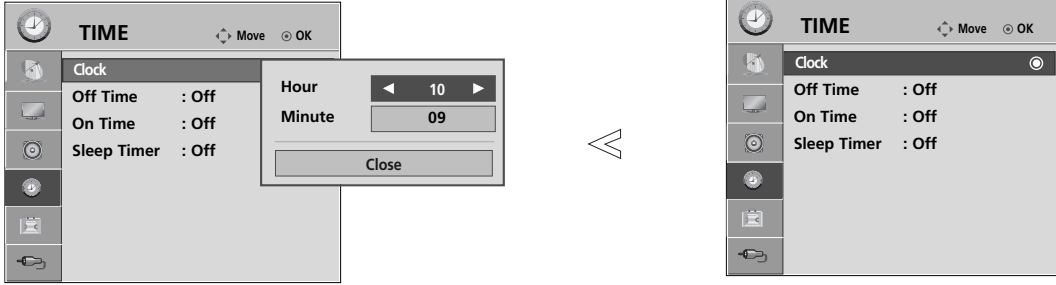 TIME Move OK
Clock
Off Time : Off
On Time : Off
Sleep Timer : Off
Hour 10
Minute 09
Close
TIME Move OK
Clock
Off Time : Off
On Time : Off
Sleep Timer : Off